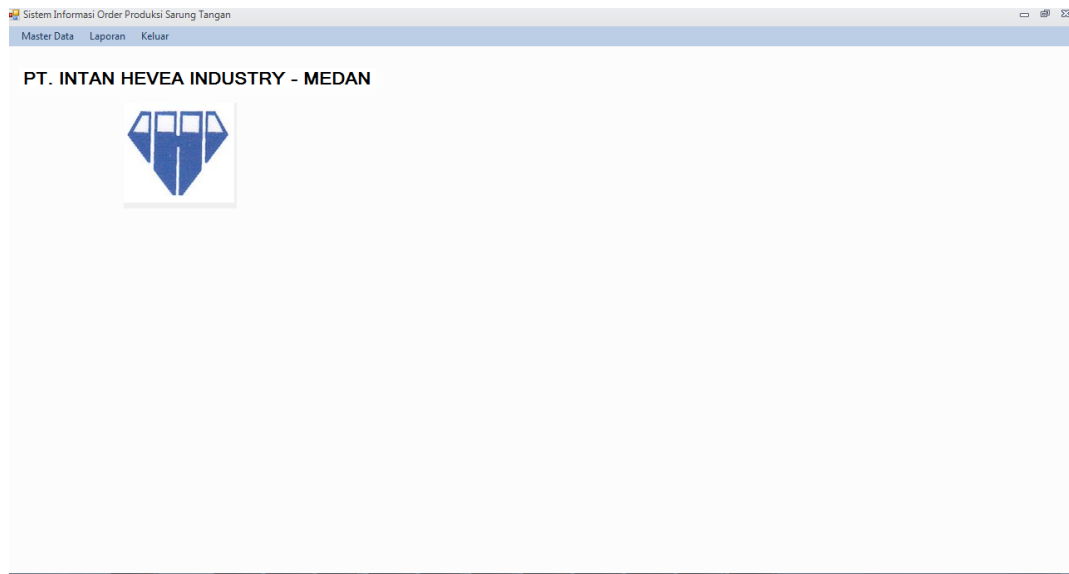 Sistem Informasi Order Produksi Sarung Tangan
Master Data Laporan Keluar
PT. INTAN HEVEA INDUSTRY - MEDAN